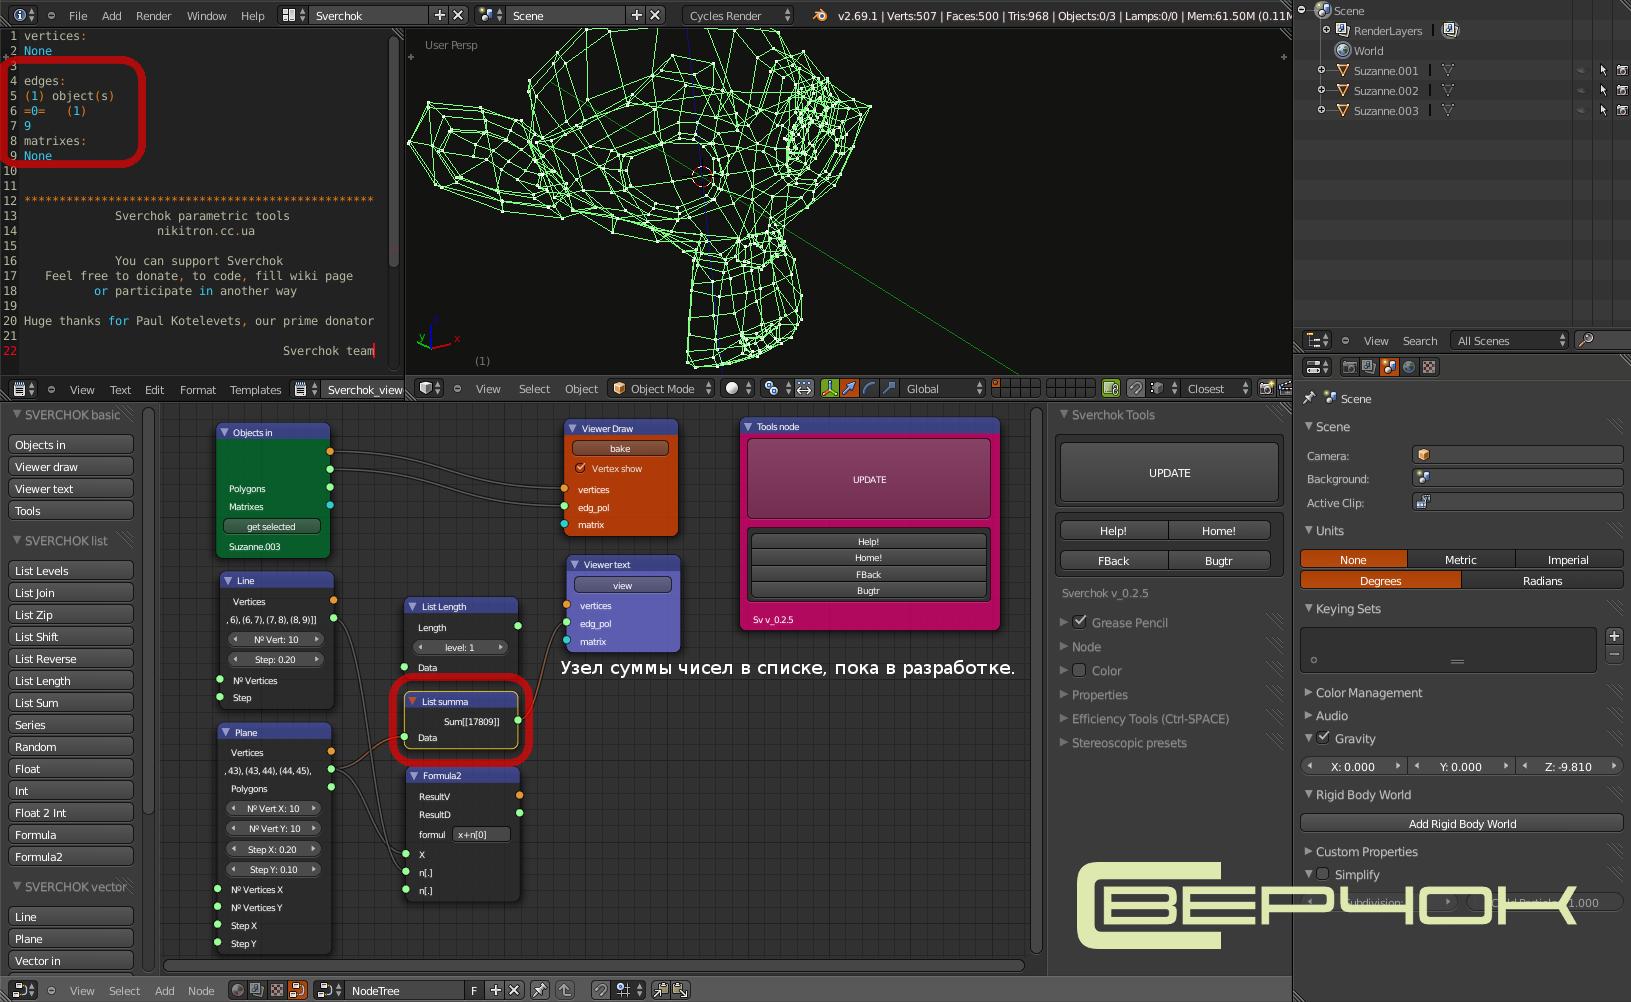 File Add Render Window Help Sverchok Scene Cycles Render v2.69.1 | Verts:507 | Faces:500 | Tris:968 | Objects:0/3 | Lamps:0/0 | Mem:61.50M (0.11M
1 vertices:
2 None
3
4 edges:
5 (1) object(s)
6 =0= (1)
7 9
8 matrixes:
9 None
10
11
12 **************************************************
13 Sverchok parametric tools
14 nikitron.cc.ua
15
16 You can support Sverchok
17 Feel free to donate, to code, fill wiki page
18 or participate in another way
19
20 Huge thanks for Paul Kotelevets, our prime donator
21
22 Sverchok team
View Text Edit Format Templates Sverchok_view
User Persp
z
y
x
(1)
View Select Object Object Mode Global Closest
Scene
RenderLayers
World
Suzanne.001
Suzanne.002
Suzanne.003
View Search All Scenes
SVERCHOK basic
Objects in
Viewer draw
Viewer text
Tools
SVERCHOK list
List Levels
List Join
List Zip
List Shift
List Reverse
List Length
List Sum
Series
Random
Float
Int
Float 2 Int
Formula
Formula2
SVERCHOK vector
Line
Plane
Vector in
Objects in
Polygons
Matrixes
get selected
Suzanne.003
Line
Vertices
, 6), (6, 7), (7, 8), (8, 9)]]
Nº Vert: 10
Step: 0.20
Nº Vertices
Step
Plane
Vertices
, 43), (43, 44), (44, 45),
Polygons
Nº Vert X: 10
Nº Vert Y: 10
Step X: 0.20
Step Y: 0.10
Nº Vertices X
Nº Vertices Y
Step X
Step Y
List Length
Length
level: 1
Data
List summa
Sum[[17809]]
Data
Formula2
ResultV
ResultD
formul x+n[0]
X
n[.]
n[.]
Viewer Draw
bake
Vertex show
vertices
edg_pol
matrix
Viewer text
view
vertices
edg_pol
matrix
Узел суммы чисел в списке, пока в разработке.
Tools node
UPDATE
Help!
Home!
FBack
Bugtr
Sv v_0.2.5
Sverchok Tools
UPDATE
Help! Home!
FBack Bugtr
Sverchok v_0.2.5
Grease Pencil
Node
Color
Properties
Efficiency Tools (Ctrl-SPACE)
Stereoscopic presets
Scene
Scene
Camera:
Background:
Active Clip:
Units
None Metric Imperial
Degrees Radians
Keying Sets
Color Management
Audio
Gravity
X: 0.000 Y: 0.000 Z: -9.810
Rigid Body World
Add Rigid Body World
Custom Properties
Simplify
СВЕРЧОК
View Select Add Node NodeTree F